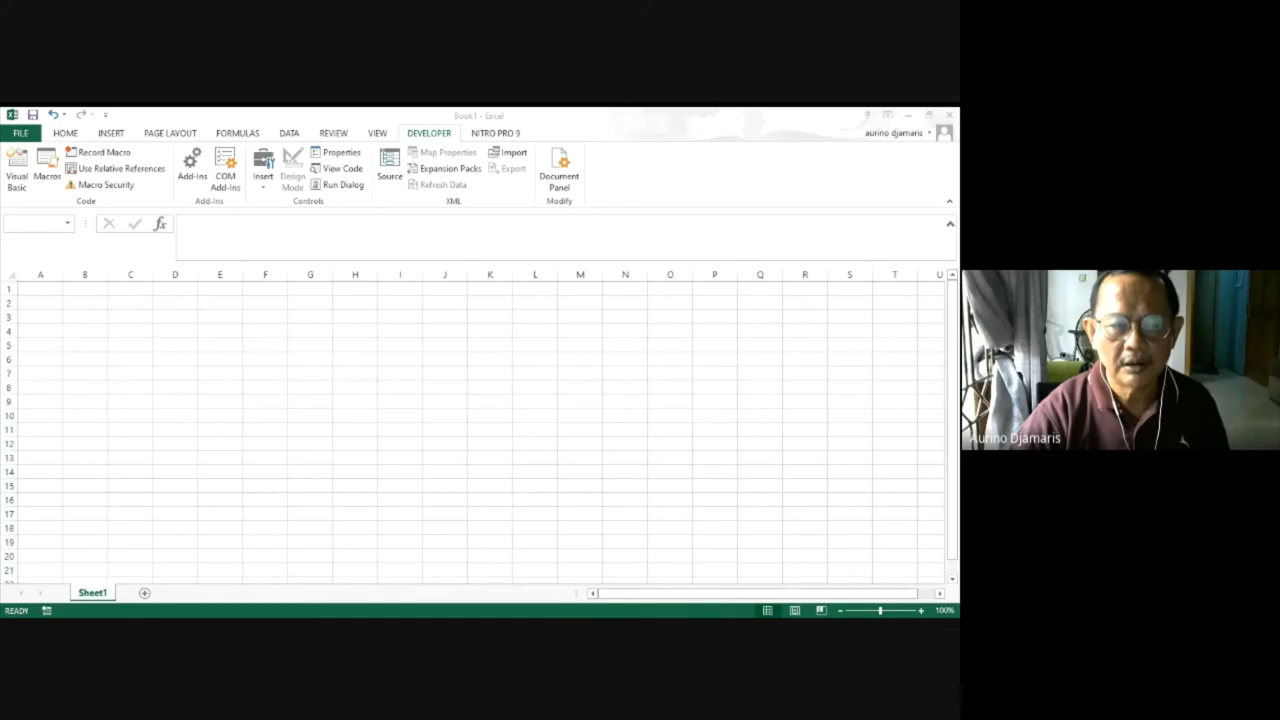 Book1 - Excel
FILE HOME INSERT PAGE LAYOUT FORMULAS DATA REVIEW VIEW DEVELOPER NITRO PRO 9 aurino djamaris
Visual Basic
Macros
Record Macro
Use Relative References
Macro Security
Code
Add-Ins
COM Add-Ins
Add-Ins
Insert
Design Mode
Properties
View Code
Run Dialog
Controls
Source
Map Properties
Expansion Packs
Refresh Data
Import
Export
XML
Document Panel
Modify
fx
A B C D E F G H I J K L M N O P Q R S T U
1
2
3
4
5
6
7
8
9
10
11
12
13
14
15
16
17
18
19
20
21
Sheet1
READY 100%
Aurino Djamaris